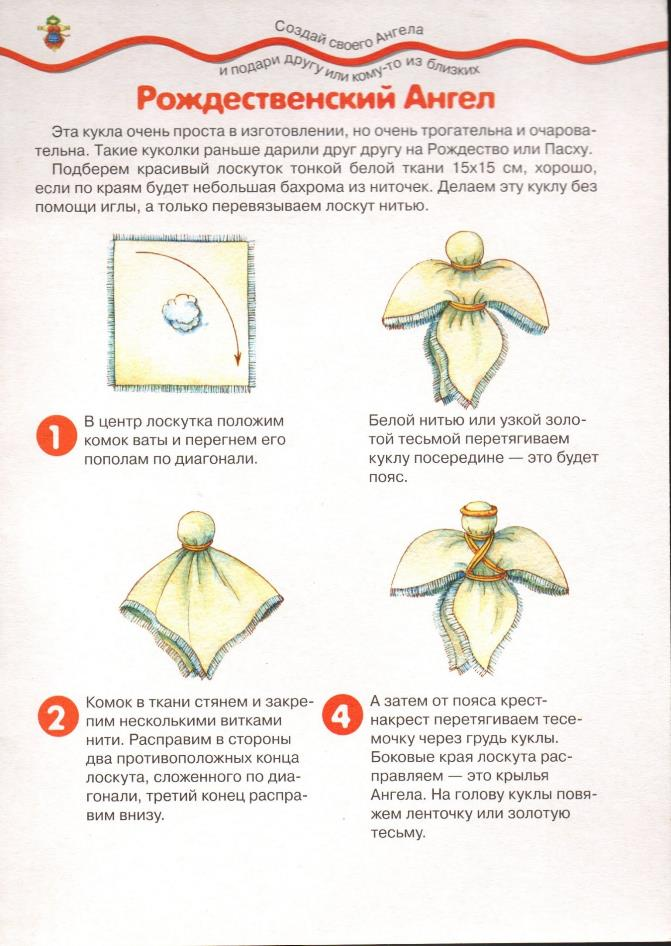 Создай своего Ангела
и подари другу или кому-то из близких
Рождественский Ангел
Эта кукла очень проста в изготовлении, но очень трогательна и очарова-
тельна. Такие куколки раньше дарили друг другу на Рождество или Пасху.
Подберем красивый лоскуток тонкой белой ткани 15х15 см, хорошо,
если по краям будет небольшая бахрома из ниточек. Делаем эту куклу без
помощи иглы, а только перевязываем лоскут нитью.
1
В центр лоскутка положим
комок ваты и перегнем его
пополам по диагонали.
Белой нитью или узкой золо-
той тесьмой перетягиваем
куклу посередине — это будет
пояс.
2
Комок в ткани стянем и закре-
пим несколькими витками
нити. Расправим в стороны
два противоположных конца
лоскута, сложенного по диа-
гонали, третий конец распра-
вим внизу.
4
А затем от пояса крест-
накрест перетягиваем тесе-
мочку через грудь куклы.
Боковые края лоскута рас-
правляем — это крылья
Ангела. На голову куклы повя-
жем ленточку или золотую
тесьму.